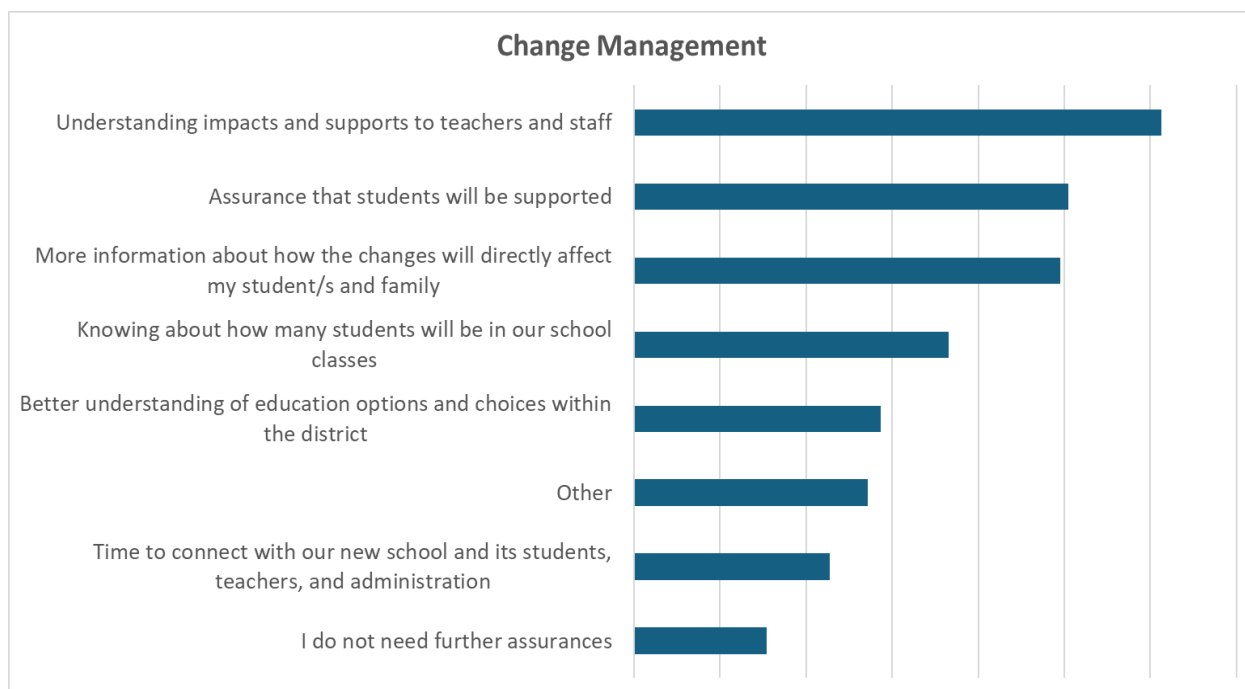 Change Management
Understanding impacts and supports to teachers and staff
Assurance that students will be supported
More information about how the changes will directly affect
my student/s and family
Knowing about how many students will be in our school
classes
Better understanding of education options and choices within
the district
Other
Time to connect with our new school and its students,
teachers, and administration
I do not need further assurances